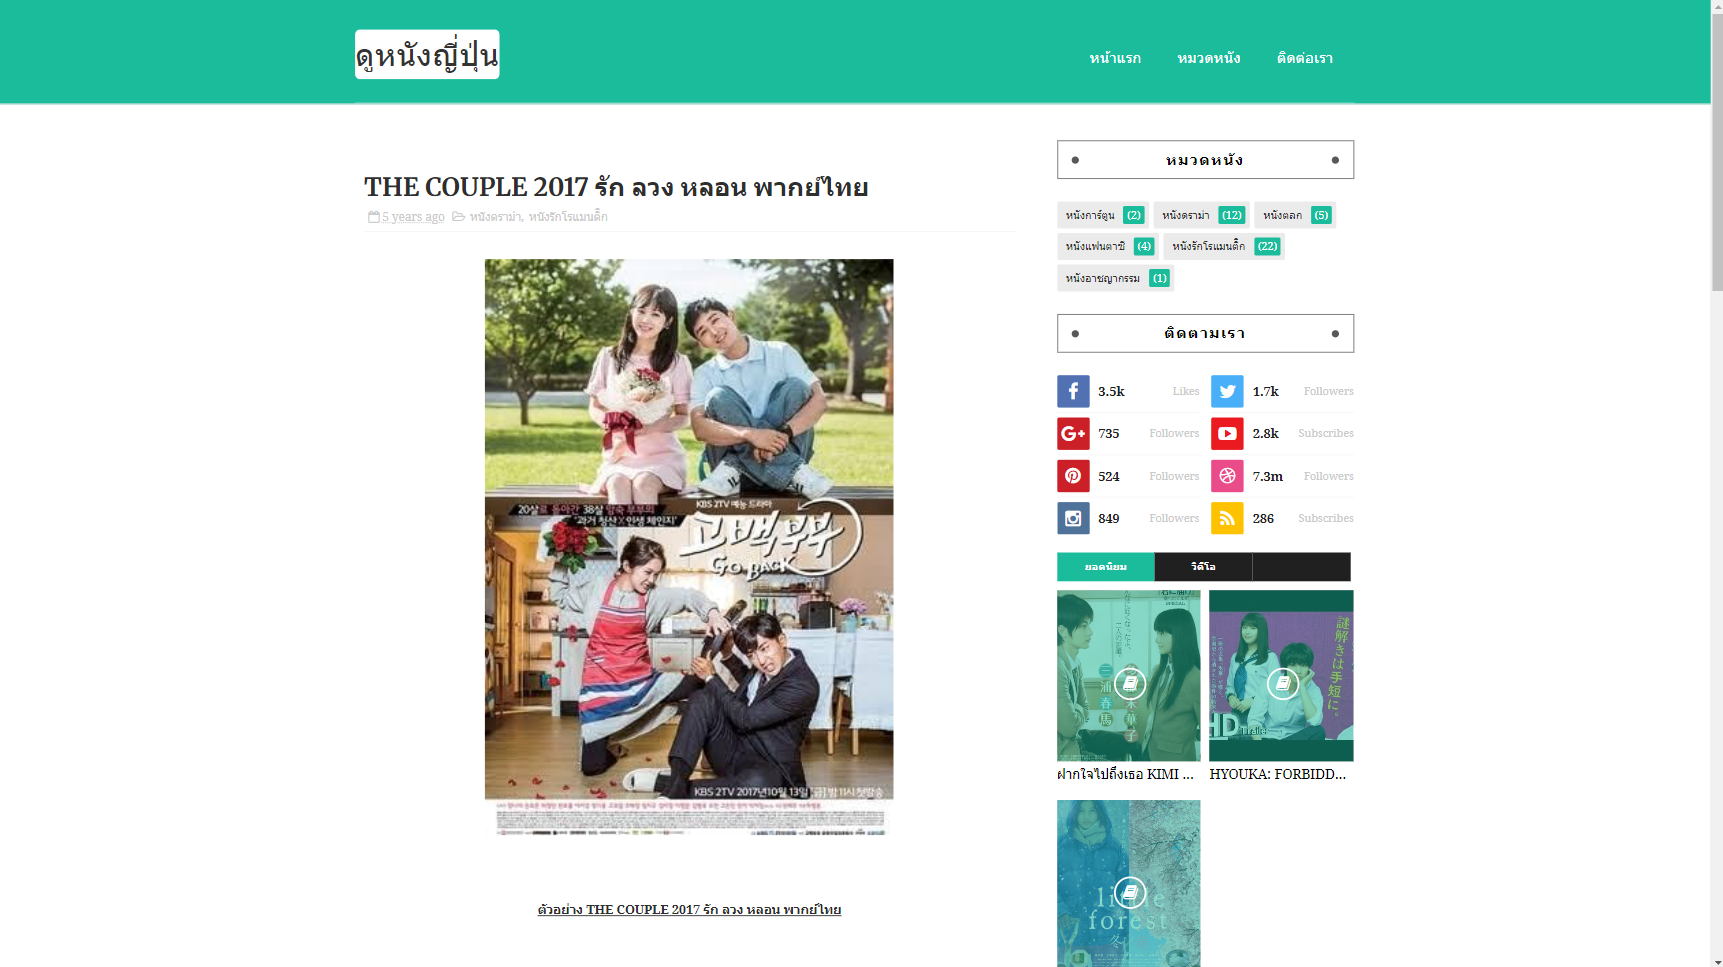 ดูหนังญี่ปุ่น
หน้าแรก
หมวดหนัง
ติดต่อเรา
THE COUPLE 2017 รัก ลวง หลอน พากย์ไทย
5 years ago หนังดราม่า, หนังรักโรแมนติ๊ก
KBS 2TV 예능 드라마
20살로 돌아간 38살 앙숙 부부의
'과거 청산 X 인생 체인지'
고백부부
GO BACK
KBS 2TV 2017년 10월 13일 [금] 밤 11시 첫방송
ตัวอย่าง THE COUPLE 2017 รัก ลวง หลอน พากย์ไทย
หมวดหนัง
หนังการ์ตูน (2) หนังดราม่า (12) หนังตลก (5)
หนังแฟนตาซี (4) หนังรักโรแมนติ๊ก (22)
หนังอาชญากรรม (1)
ติดตามเรา
3.5k Likes 1.7k Followers
735 Followers 2.8k Subscribes
524 Followers 7.3m Followers
849 Followers 286 Subscribes
ยอดนิยม วิดีโอ
謎解きは手短に。
HD
ฝากใจไปถึงเธอ KIMI ... HYOUKA: FORBIDD...
little
forest
冬